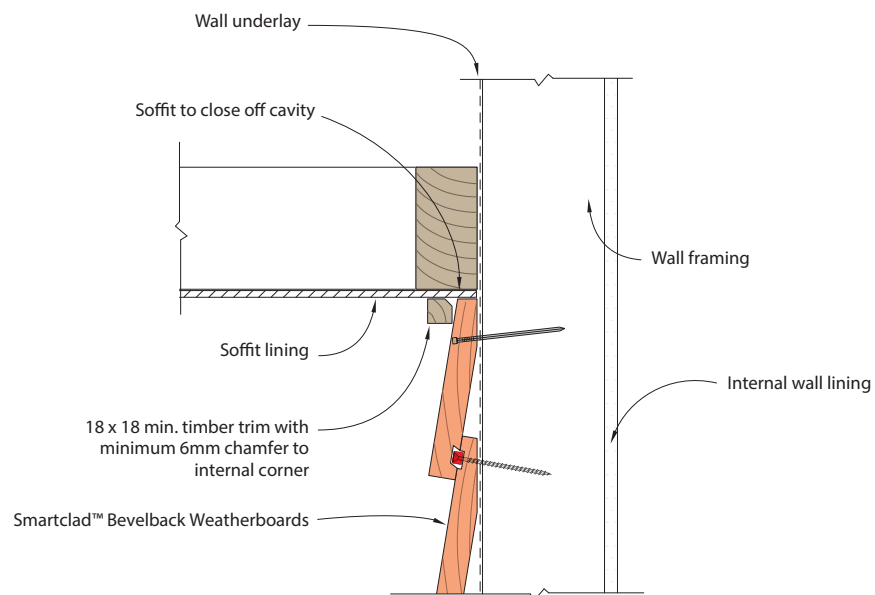 Wall underlay
Soffit to close off cavity
Wall framing
Soffit lining
Internal wall lining
18 x 18 min. timber trim with
minimum 6mm chamfer to
internal corner
Smartclad™ Bevelback Weatherboards